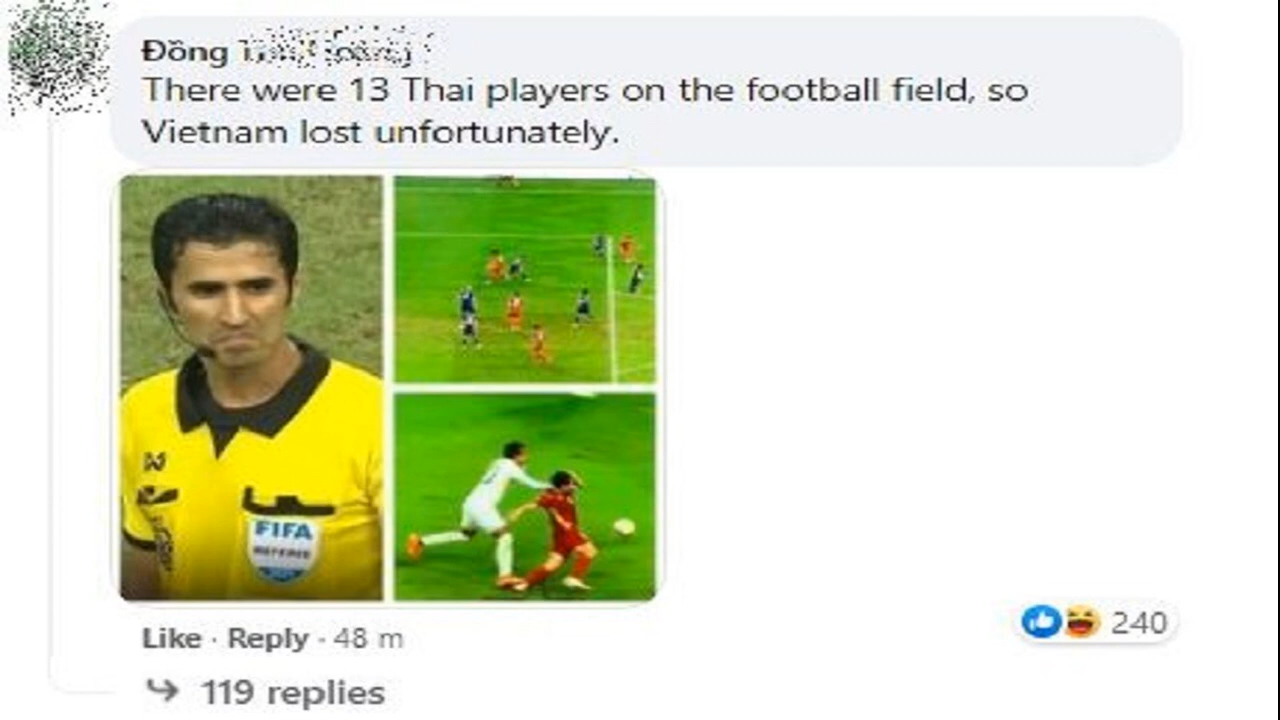 Đồng
There were 13 Thai players on the football field, so
Vietnam lost unfortunately.
FIFA
REFEREE
Like · Reply · 48 m
240
119 replies